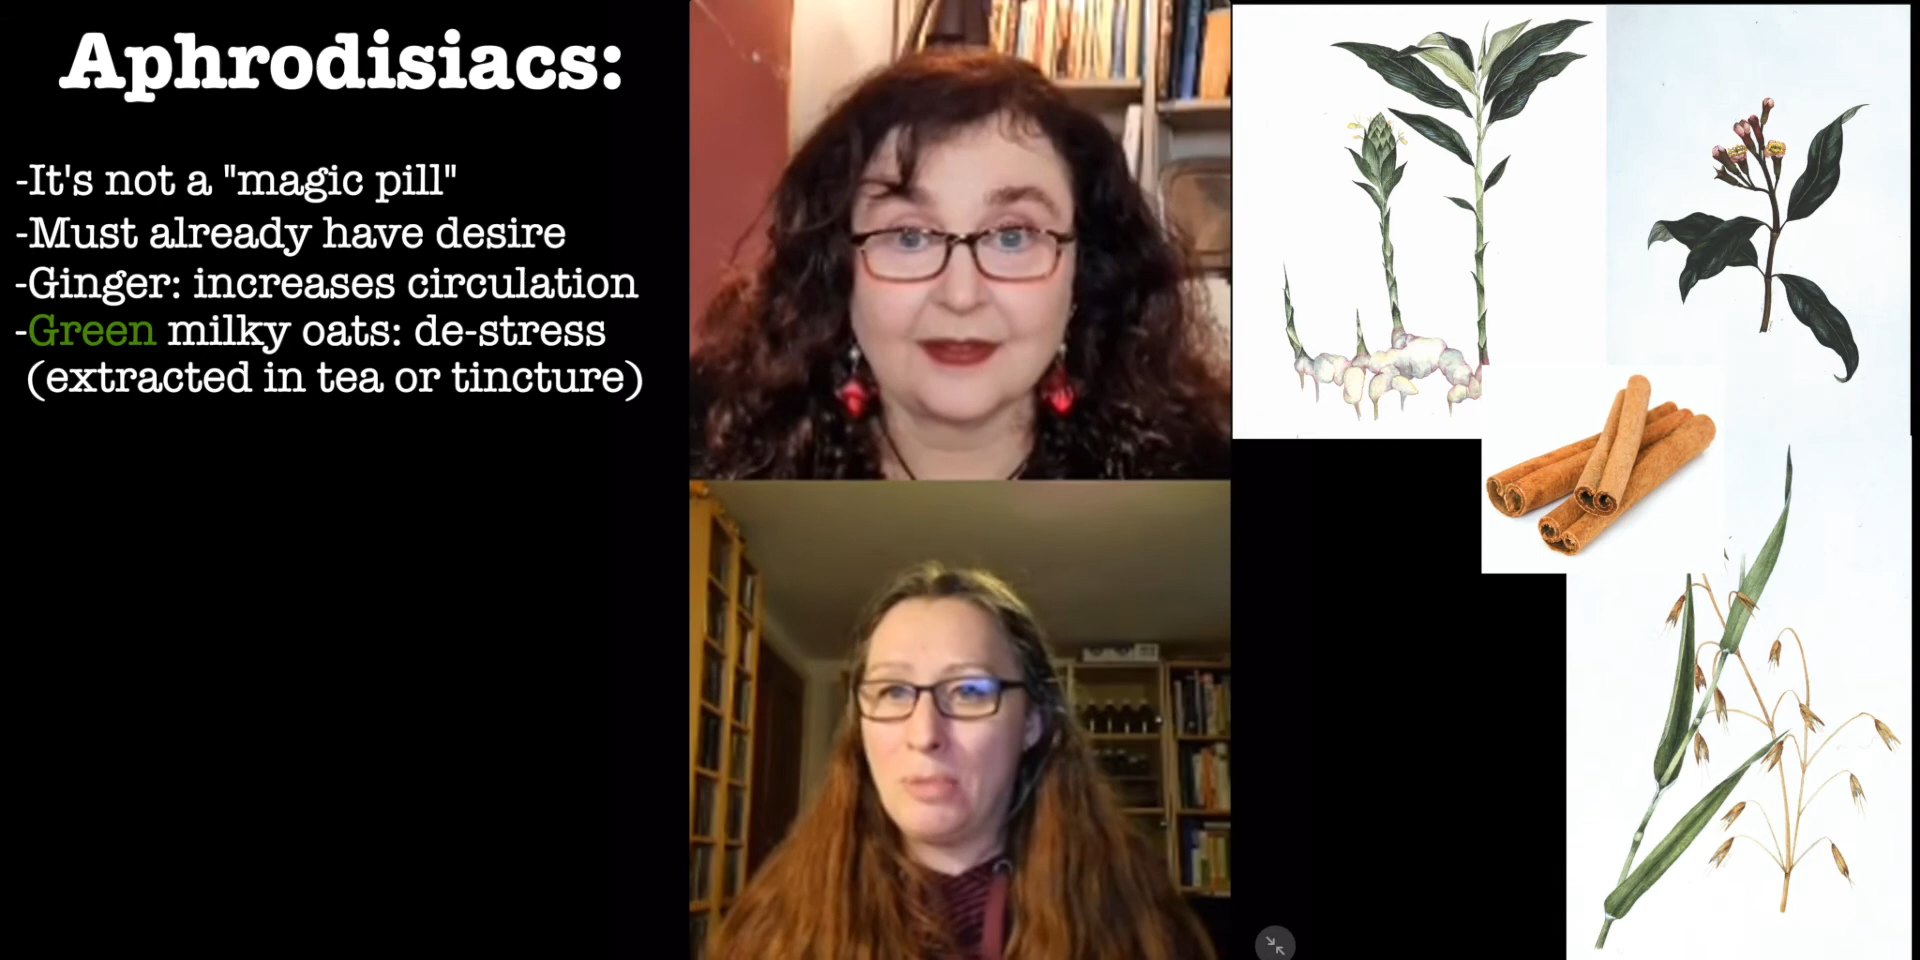 Aphrodisiacs:
-It's not a "magic pill"
-Must already have desire
-Ginger: increases circulation
-Green milky oats: de-stress
(extracted in tea or tincture)